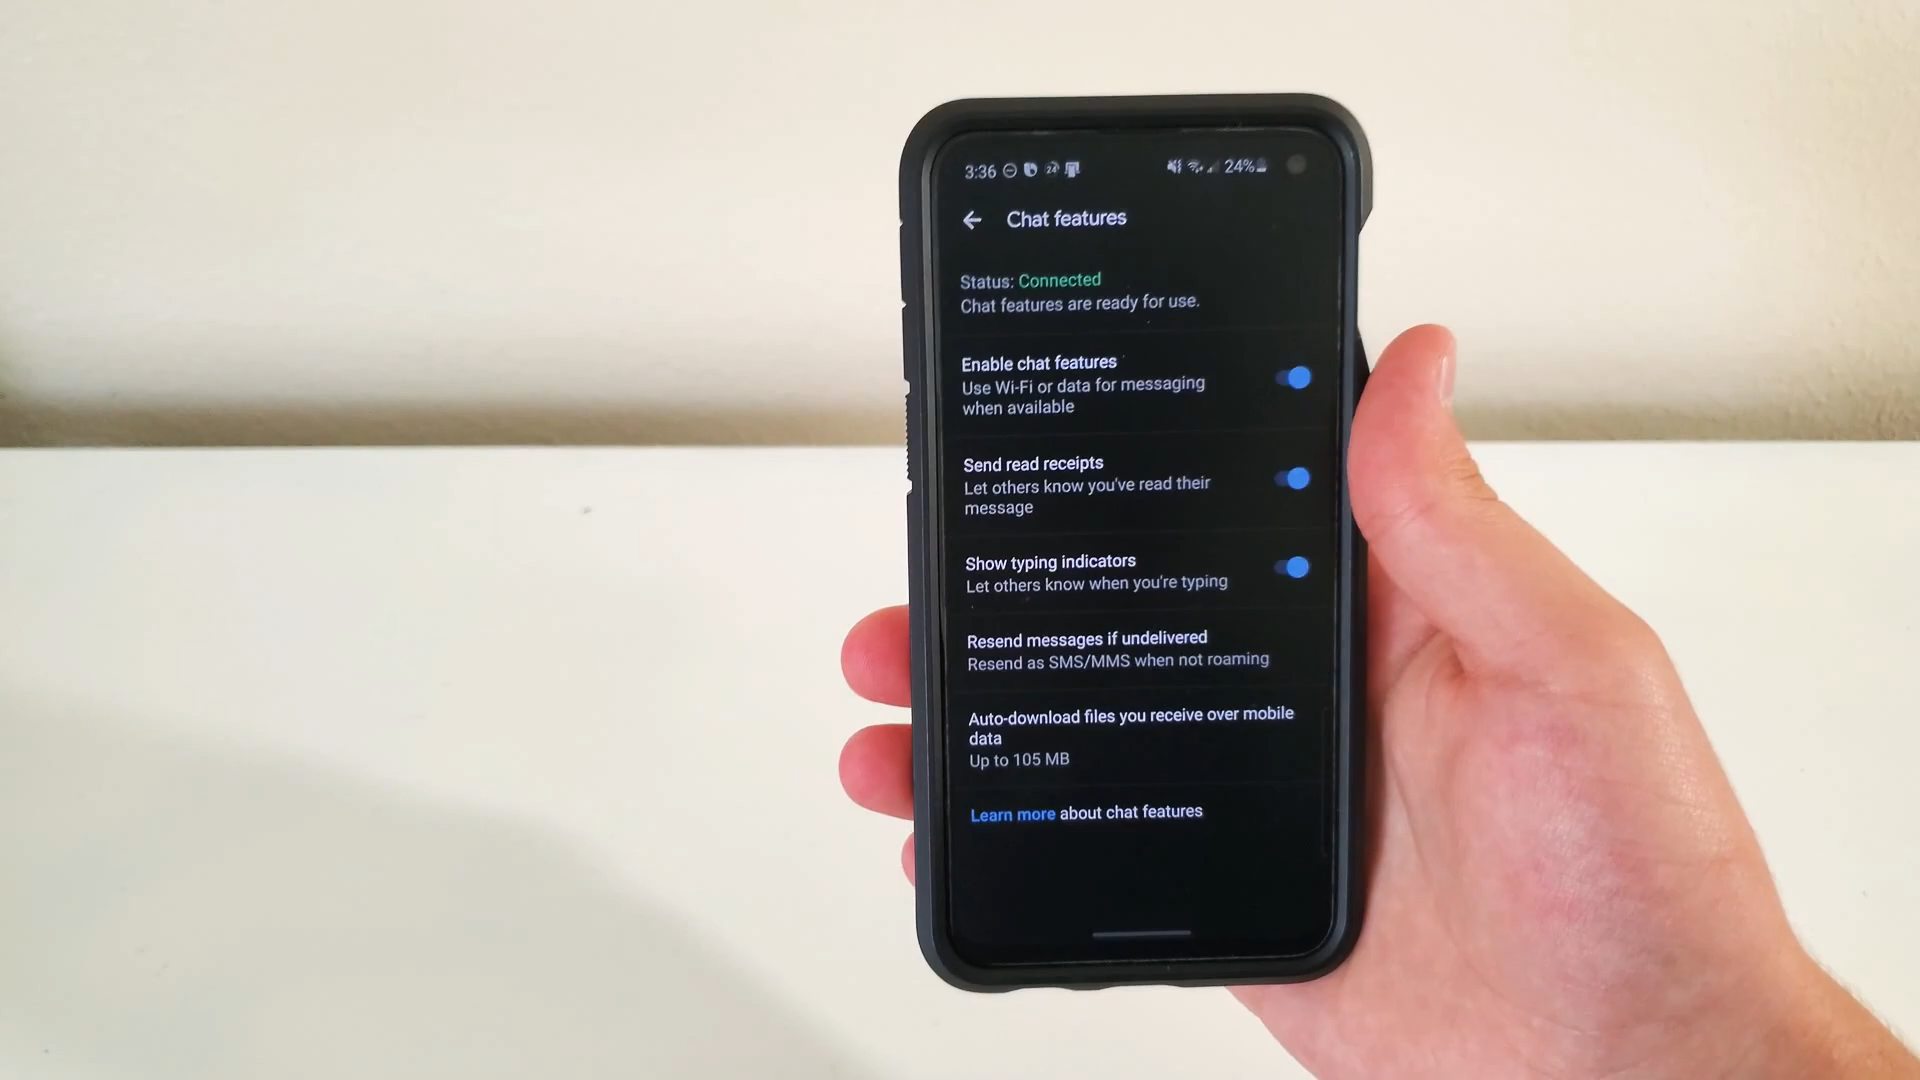 3:36 24 24%
Chat features
Status: Connected
Chat features are ready for use.
Enable chat features
Use Wi-Fi or data for messaging
when available
Send read receipts
Let others know you've read their
message
Show typing indicators
Let others know when you're typing
Resend messages if undelivered
Resend as SMS/MMS when not roaming
Auto-download files you receive over mobile
data
Up to 105 MB
Learn more about chat features